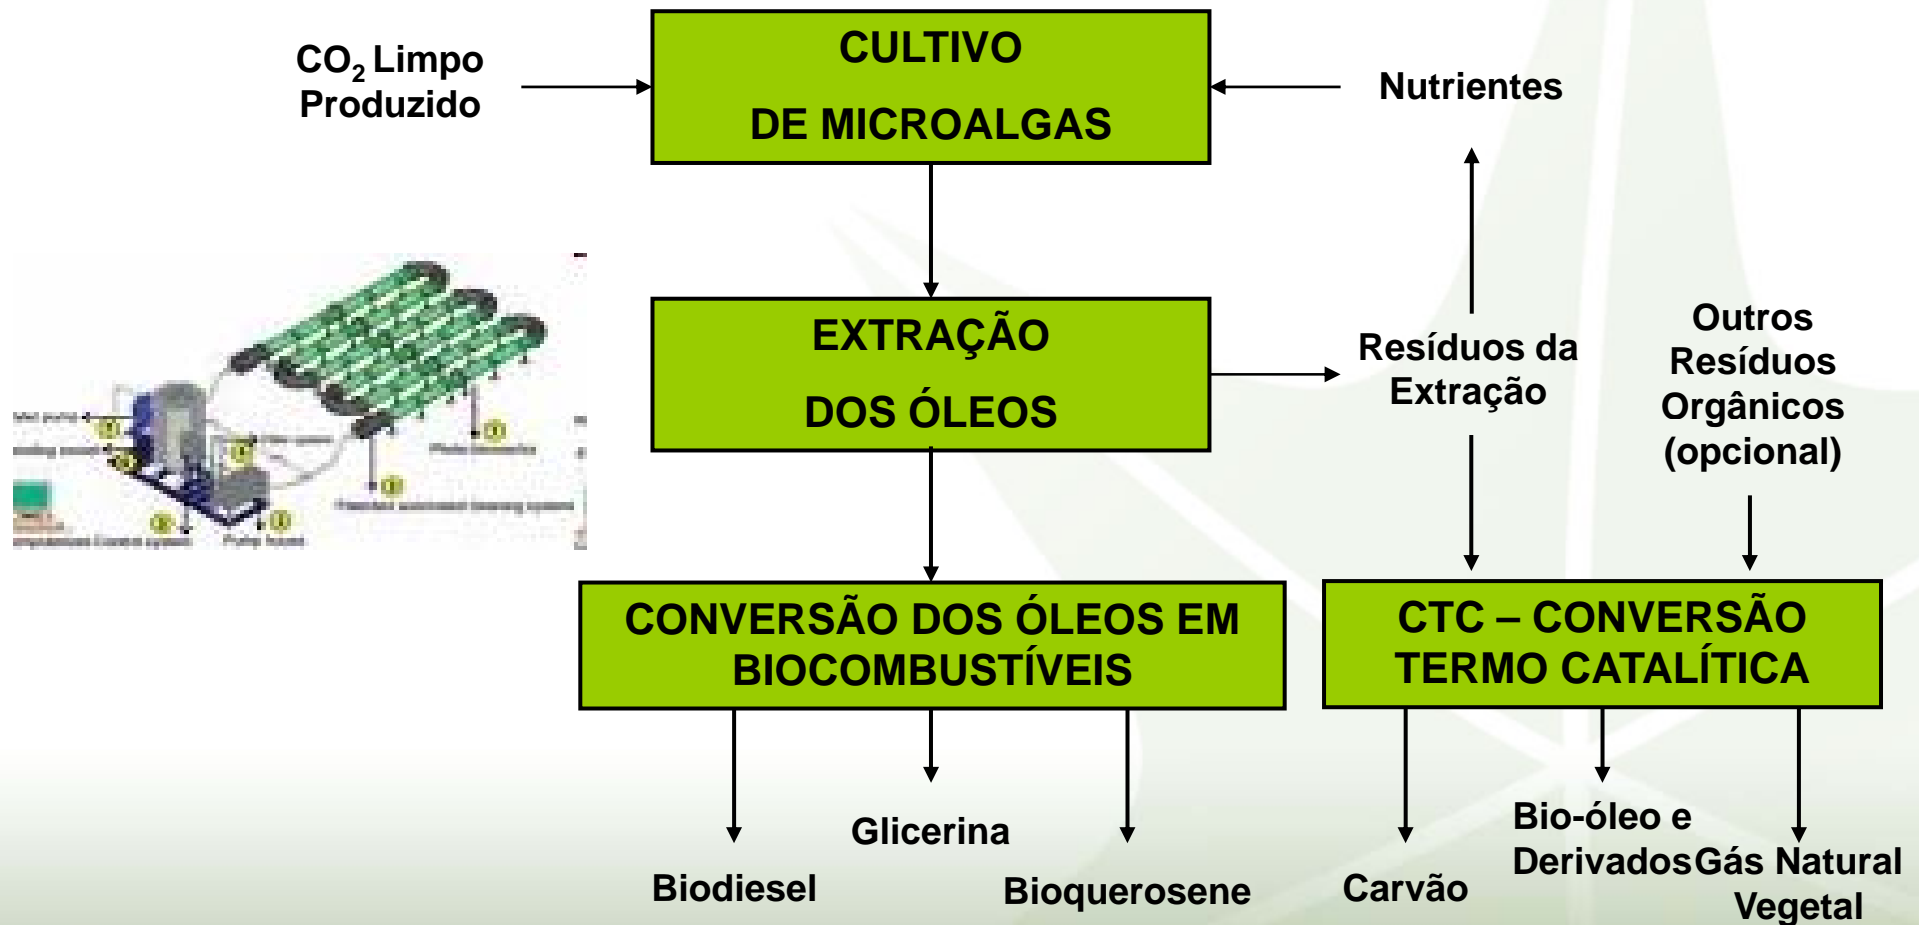 CO₂ Limpo
Produzido
CULTIVO
DE MICROALGAS
Nutrientes
EXTRAÇÃO
DOS ÓLEOS
Resíduos da
Extração
Outros
Resíduos
Orgânicos
(opcional)
CONVERSÃO DOS ÓLEOS EM
BIOCOMBUSTÍVEIS
CTC – CONVERSÃO
TERMO CATALÍTICA
Biodiesel
Glicerina
Bioquerosene
Carvão
Bio-óleo e
Derivados
Gás Natural
Vegetal